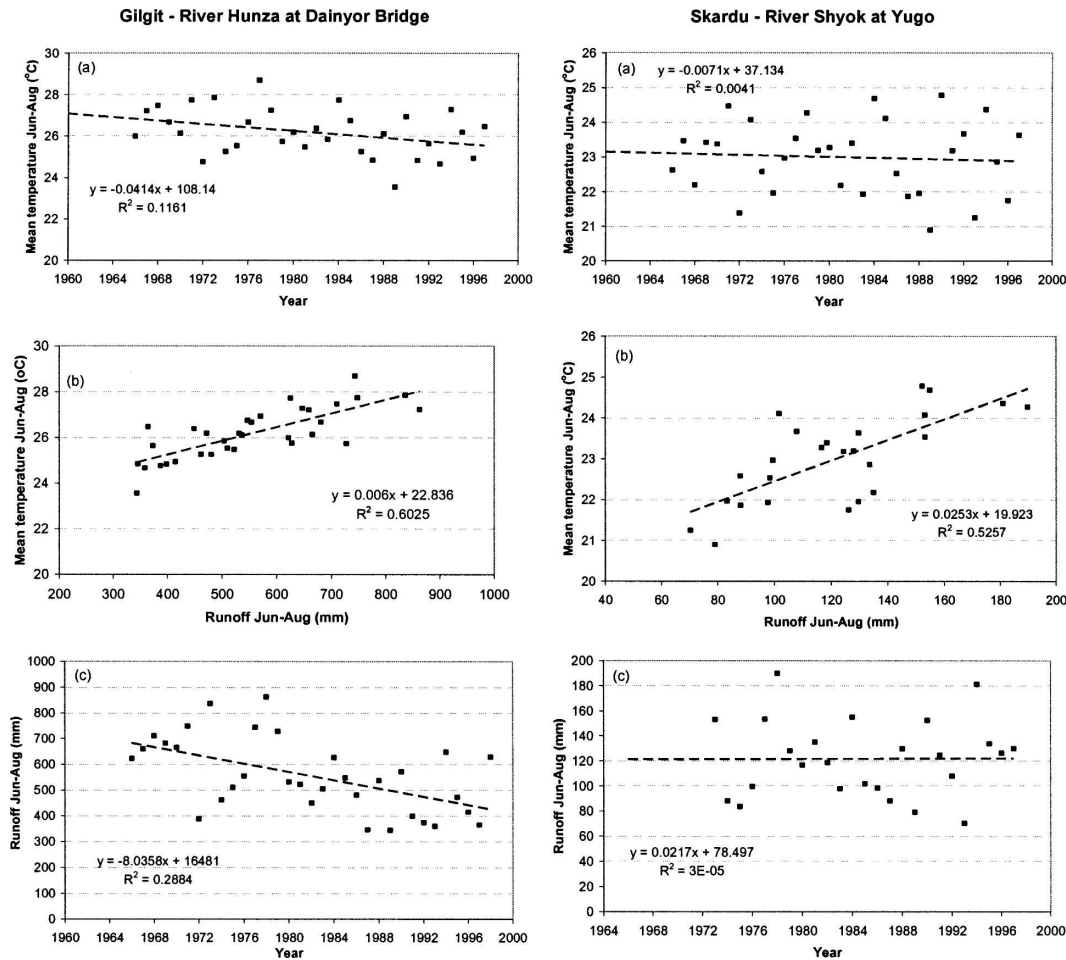 Gilgit - River Hunza at Dainyor Bridge
(a)
Mean temperature Jun-Aug (°C)
30
28
26
24
22
20
y = -0.0414x + 108.14
R² = 0.1161
1960 1964 1968 1972 1976 1980 1984 1988 1992 1996 2000
Year
(b)
Mean temperature Jun-Aug (oC)
30
28
26
24
22
20
y = 0.006x + 22.836
R² = 0.6025
200 300 400 500 600 700 800 900 1000
Runoff Jun-Aug (mm)
(c)
Runoff Jun-Aug (mm)
1000
900
800
700
600
500
400
300
200
100
0
y = -8.0358x + 16481
R² = 0.2884
1960 1964 1968 1972 1976 1980 1984 1988 1992 1996 2000
Year
Skardu - River Shyok at Yugo
(a)
y = -0.0071x + 37.134
R² = 0.0041
Mean temperature Jun-Aug (°C)
26
25
24
23
22
21
20
1960 1964 1968 1972 1976 1980 1984 1988 1992 1996 2000
Year
(b)
Mean temperature Jun-Aug (°C)
26
25
24
23
22
21
20
y = 0.0253x + 19.923
R² = 0.5257
40 60 80 100 120 140 160 180 200
Runoff Jun-Aug (mm)
(c)
Runoff Jun-Aug (mm)
200
180
160
140
120
100
80
60
40
20
0
y = 0.0217x + 78.497
R² = 3E-05
1964 1968 1972 1976 1980 1984 1988 1992 1996 2000
Year